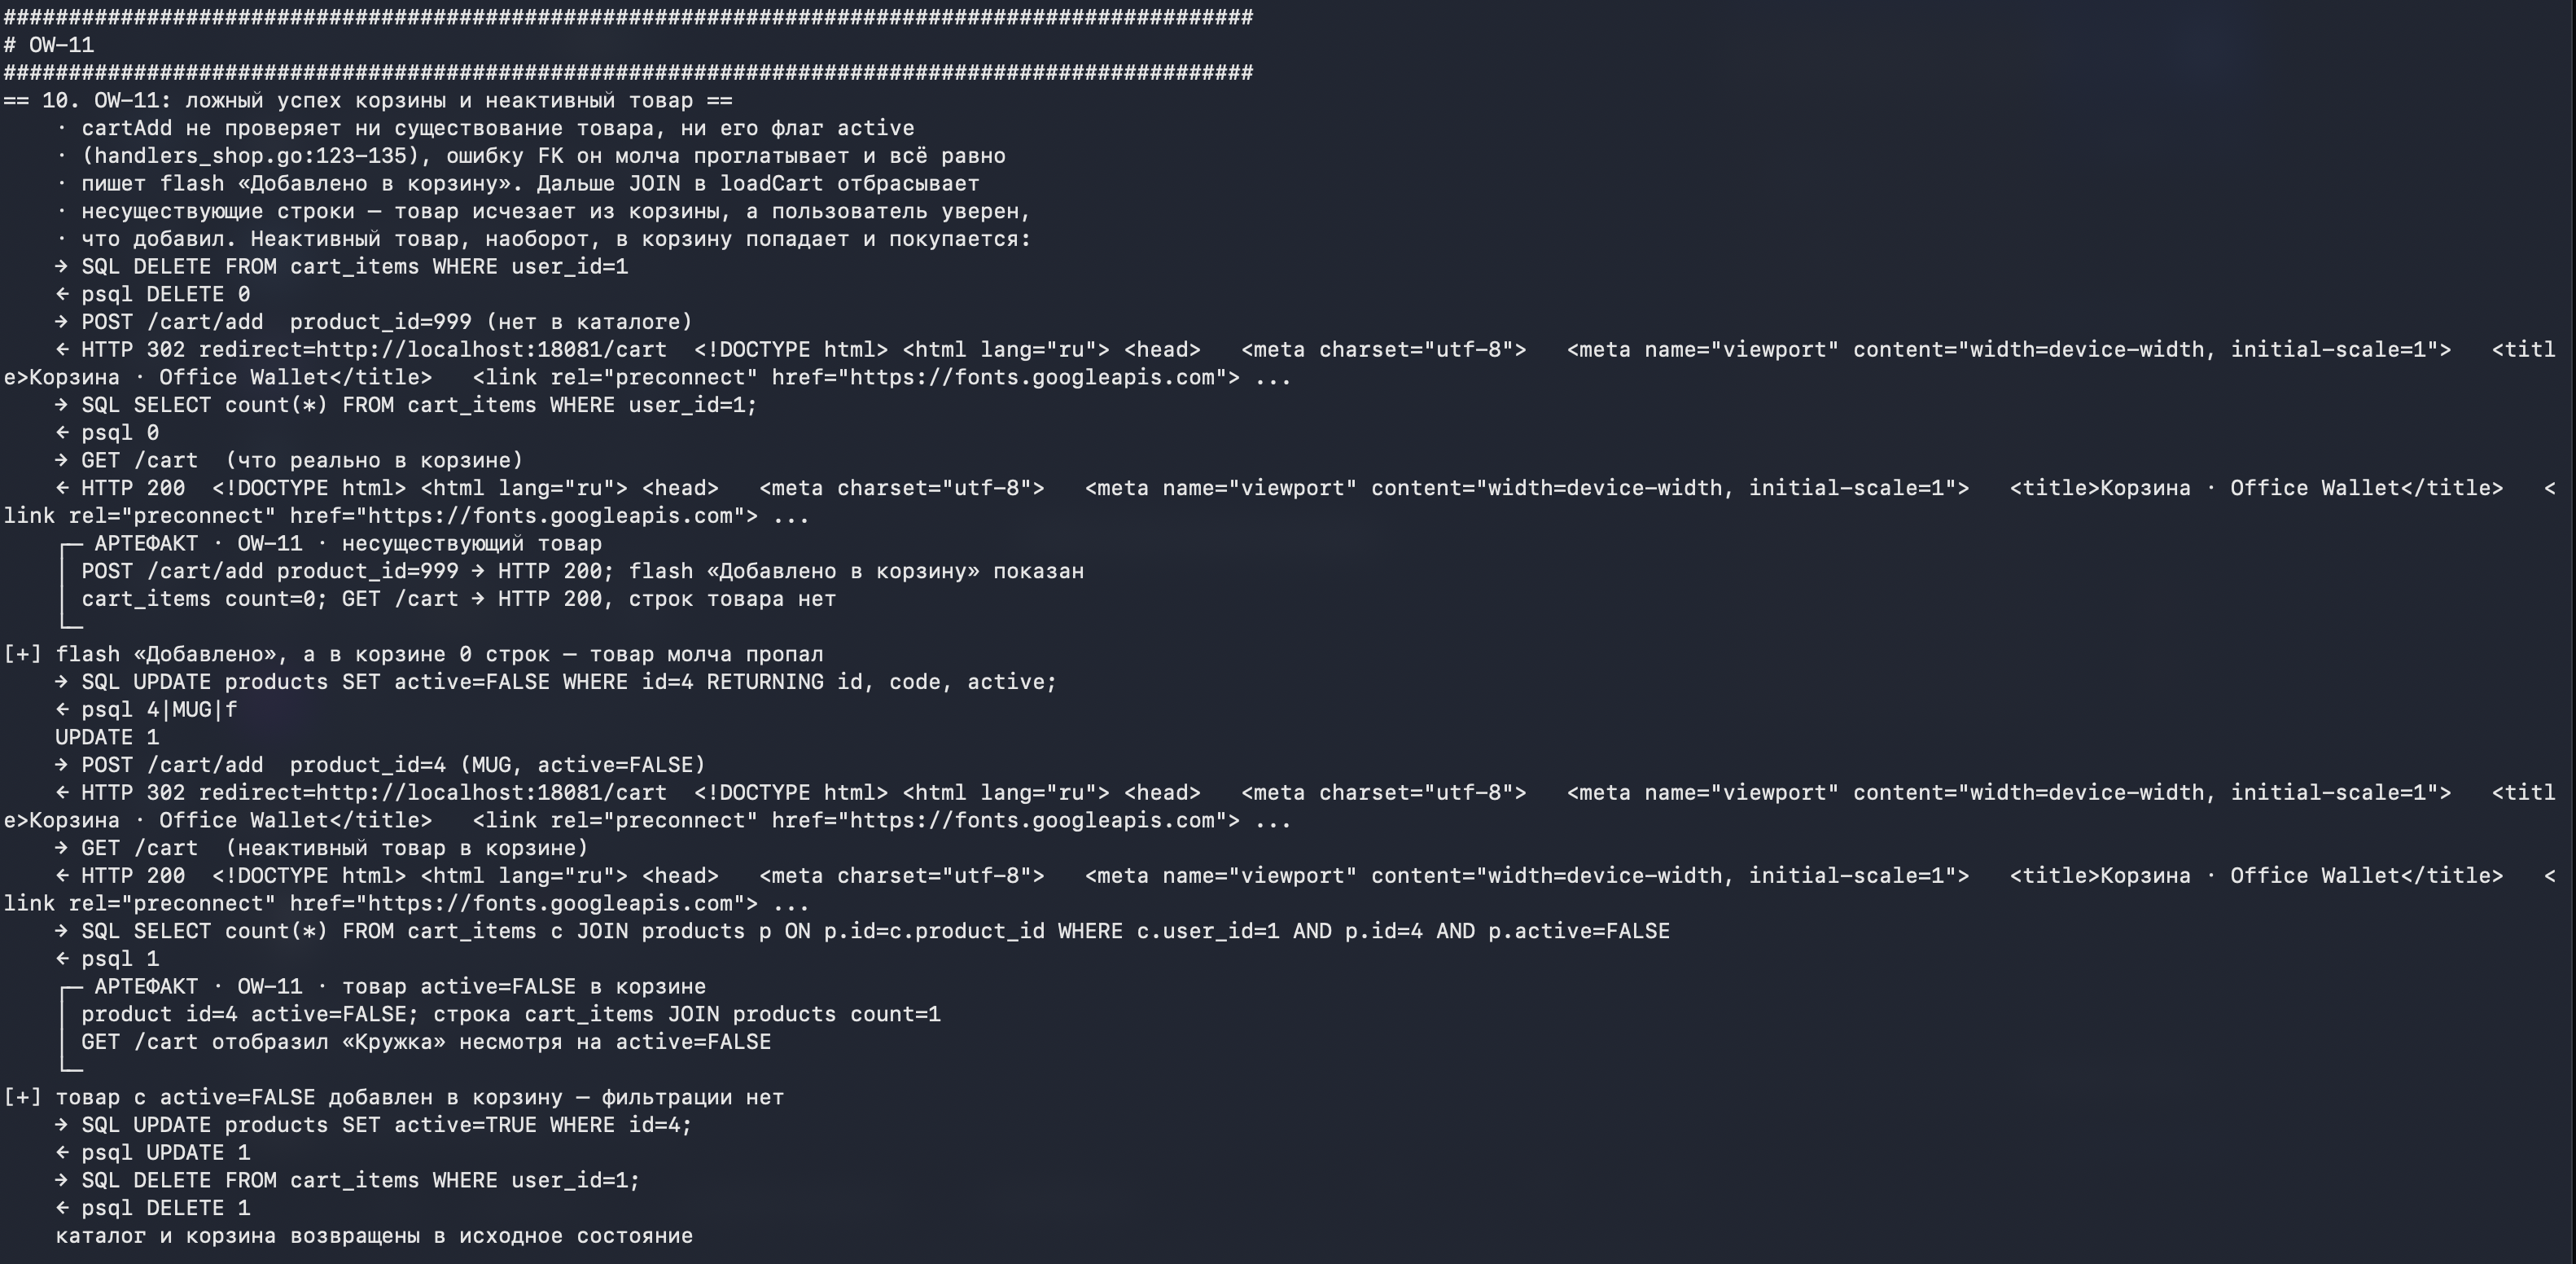 ################################################################################################
# OW-11
################################################################################################
== 10. OW-11: ложный успех корзины и неактивный товар ==
· cartAdd не проверяет ни существование товара, ни его флаг active
· (handlers_shop.go:123-135), ошибку FK он молча проглатывает и всё равно
· пишет flash «Добавлено в корзину». Дальше JOIN в loadCart отбрасывает
· несуществующие строки — товар исчезает из корзины, а пользователь уверен,
· что добавил. Неактивный товар, наоборот, в корзину попадает и покупается:
→ SQL DELETE FROM cart_items WHERE user_id=1
← psql DELETE 0
→ POST /cart/add  product_id=999 (нет в каталоге)
← HTTP 302 redirect=http://localhost:18081/cart  <!DOCTYPE html> <html lang="ru"> <head>   <meta charset="utf-8">   <meta name="viewport" content="width=device-width, initial-scale=1">   <titl
e>Корзина · Office Wallet</title>   <link rel="preconnect" href="https://fonts.googleapis.com"> ...
→ SQL SELECT count(*) FROM cart_items WHERE user_id=1;
← psql 0
→ GET /cart  (что реально в корзине)
← HTTP 200  <!DOCTYPE html> <html lang="ru"> <head>   <meta charset="utf-8">   <meta name="viewport" content="width=device-width, initial-scale=1">   <title>Корзина · Office Wallet</title>   <
link rel="preconnect" href="https://fonts.googleapis.com"> ...
┌─ АРТЕФАКТ · OW-11 · несуществующий товар
│ POST /cart/add product_id=999 → HTTP 200; flash «Добавлено в корзину» показан
│ cart_items count=0; GET /cart → HTTP 200, строк товара нет
└─
[+] flash «Добавлено», а в корзине 0 строк — товар молча пропал
→ SQL UPDATE products SET active=FALSE WHERE id=4 RETURNING id, code, active;
← psql 4|MUG|f
UPDATE 1
→ POST /cart/add  product_id=4 (MUG, active=FALSE)
← HTTP 302 redirect=http://localhost:18081/cart  <!DOCTYPE html> <html lang="ru"> <head>   <meta charset="utf-8">   <meta name="viewport" content="width=device-width, initial-scale=1">   <titl
e>Корзина · Office Wallet</title>   <link rel="preconnect" href="https://fonts.googleapis.com"> ...
→ GET /cart  (неактивный товар в корзине)
← HTTP 200  <!DOCTYPE html> <html lang="ru"> <head>   <meta charset="utf-8">   <meta name="viewport" content="width=device-width, initial-scale=1">   <title>Корзина · Office Wallet</title>   <
link rel="preconnect" href="https://fonts.googleapis.com"> ...
→ SQL SELECT count(*) FROM cart_items c JOIN products p ON p.id=c.product_id WHERE c.user_id=1 AND p.id=4 AND p.active=FALSE
← psql 1
┌─ АРТЕФАКТ · OW-11 · товар active=FALSE в корзине
│ product id=4 active=FALSE; строка cart_items JOIN products count=1
│ GET /cart отобразил «Кружка» несмотря на active=FALSE
└─
[+] товар с active=FALSE добавлен в корзину — фильтрации нет
→ SQL UPDATE products SET active=TRUE WHERE id=4;
← psql UPDATE 1
→ SQL DELETE FROM cart_items WHERE user_id=1;
← psql DELETE 1
каталог и корзина возвращены в исходное состояние